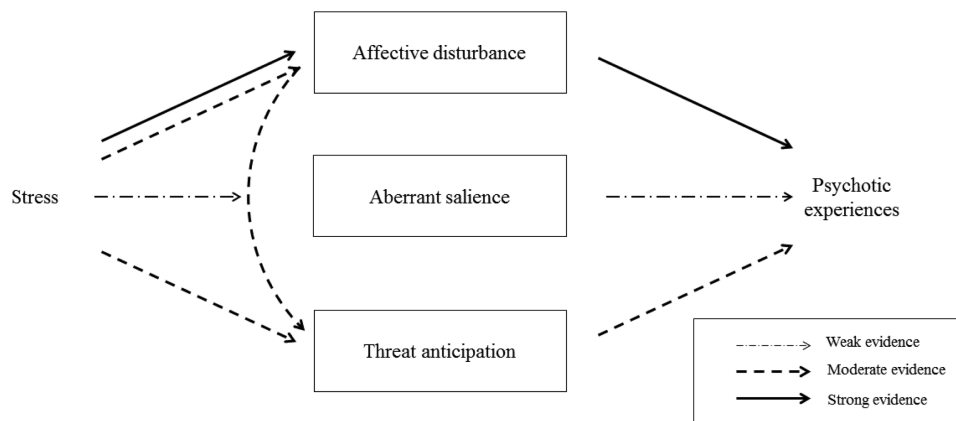 Affective disturbance
Stress
Aberrant salience
Psychotic
experiences
Threat anticipation
Weak evidence
Moderate evidence
Strong evidence